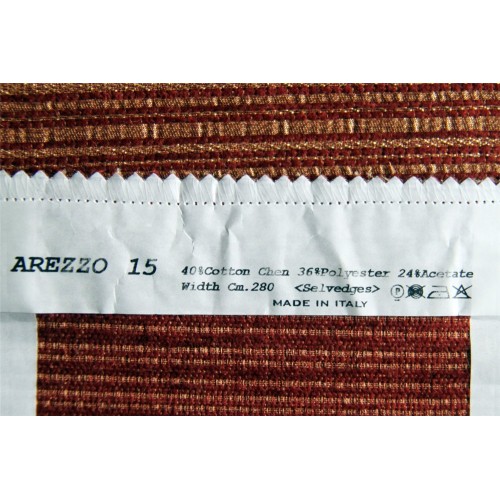 AREZZO 15
40%Cotton Chen 36%Polyester 24%Acetate
Width Cm.280 <Selvedges> P
MADE IN ITALY